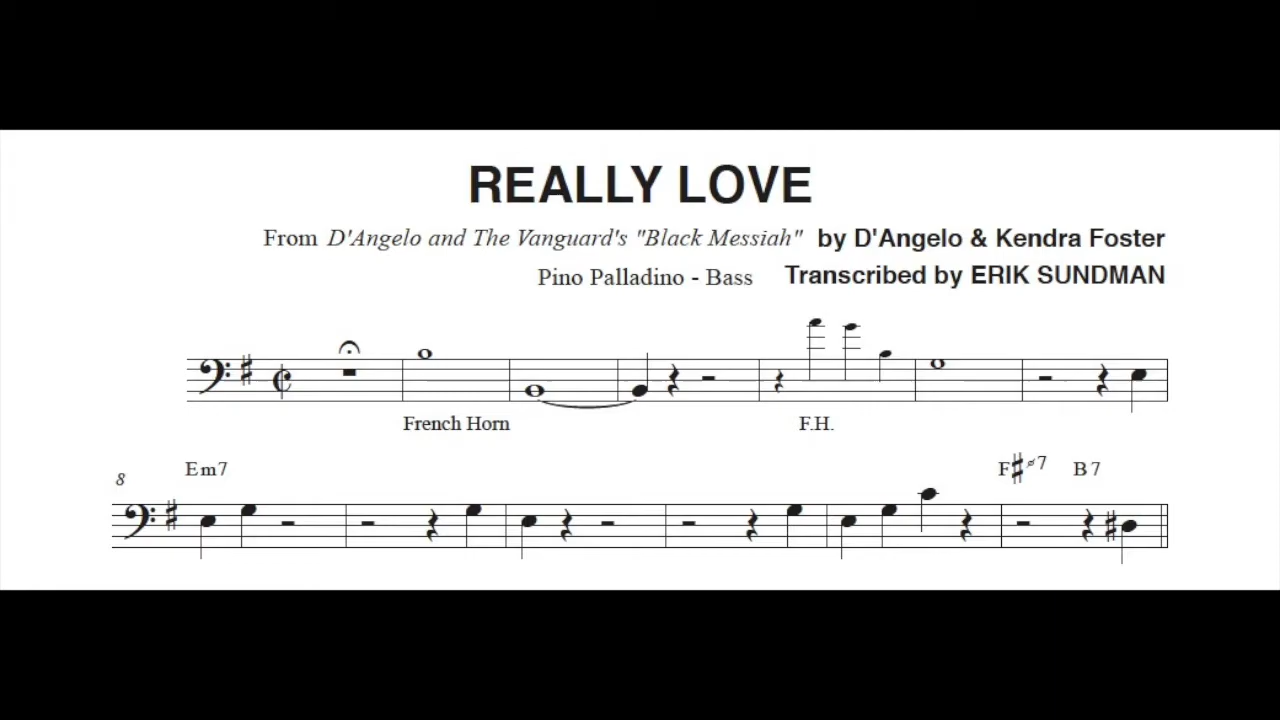 REALLY LOVE
From D'Angelo and The Vanguard's "Black Messiah" by D'Angelo & Kendra Foster
Pino Palladino - Bass Transcribed by ERIK SUNDMAN
French Horn F.H.
8 Em7 F♯ø7 B7